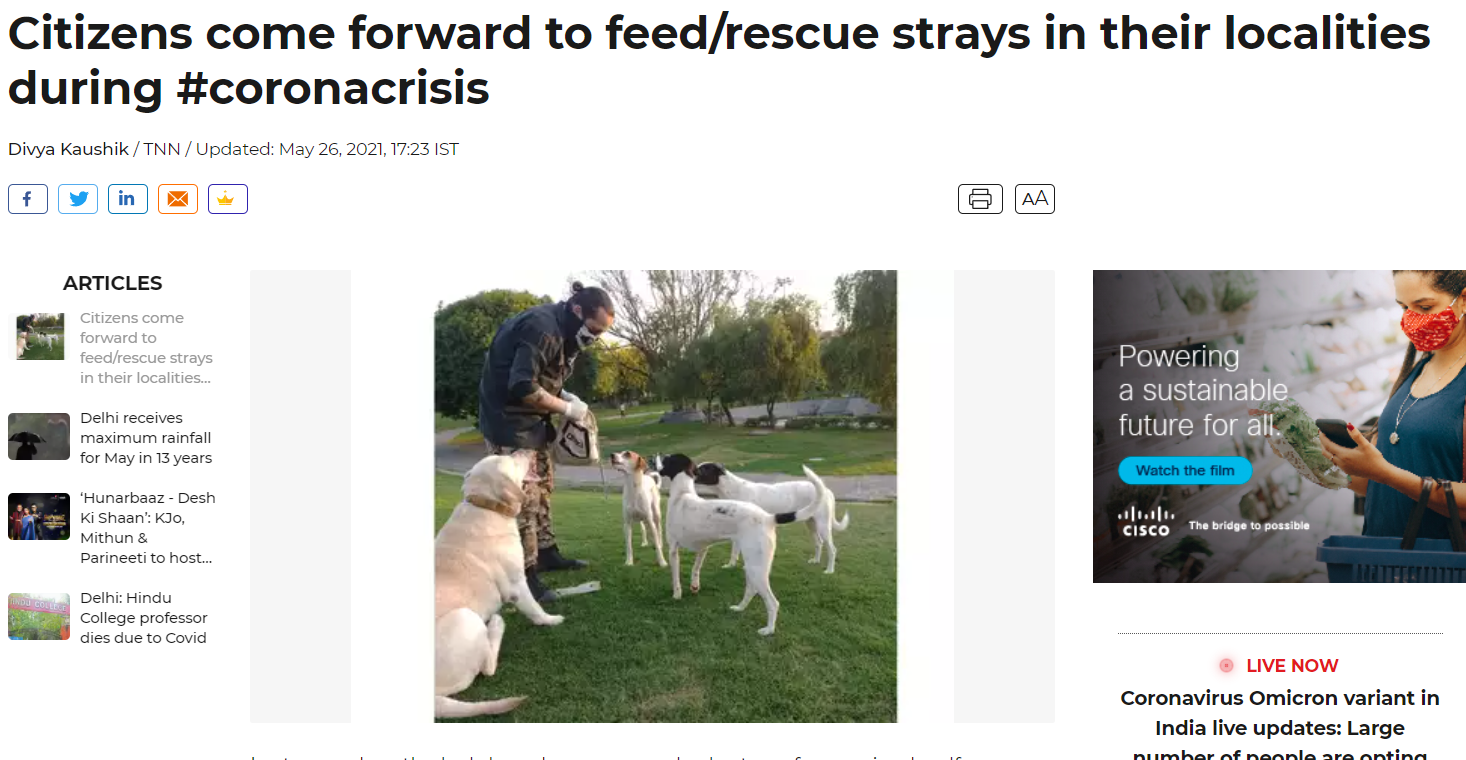 Citizens come forward to feed/rescue strays in their localities
during #coronacrisis
Divya Kaushik / TNN / Updated: May 26, 2021, 17:23 IST
f
in
AA
ARTICLES
Citizens come
forward to
feed/rescue strays
in their localities...
Delhi receives
maximum rainfall
for May in 13 years
‘Hunarbaaz - Desh
Ki Shaan’: KJo,
Mithun &
Parineeti to host...
Delhi: Hindu
College professor
dies due to Covid
Powering
a sustainable
future for all.
Watch the film
CISCO
The bridge to possible
LIVE NOW
Coronavirus Omicron variant in
India live updates: Large
number of people are opting